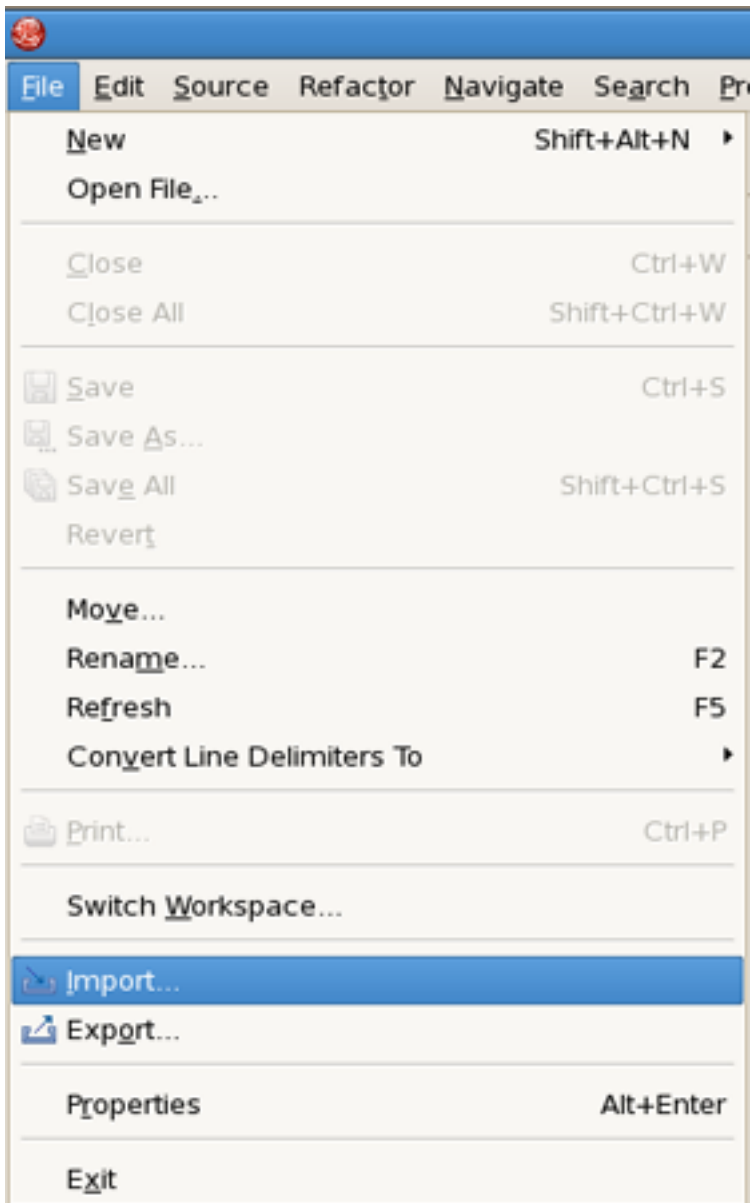 File Edit Source Refactor Navigate Search
New Shift+Alt+N
Open File...
Close Ctrl+W
Close All Shift+Ctrl+W
Save Ctrl+S
Save As...
Save All Shift+Ctrl+S
Revert
Move...
Rename... F2
Refresh F5
Convert Line Delimiters To
Print... Ctrl+P
Switch Workspace...
Import...
Export...
Properties Alt+Enter
Exit